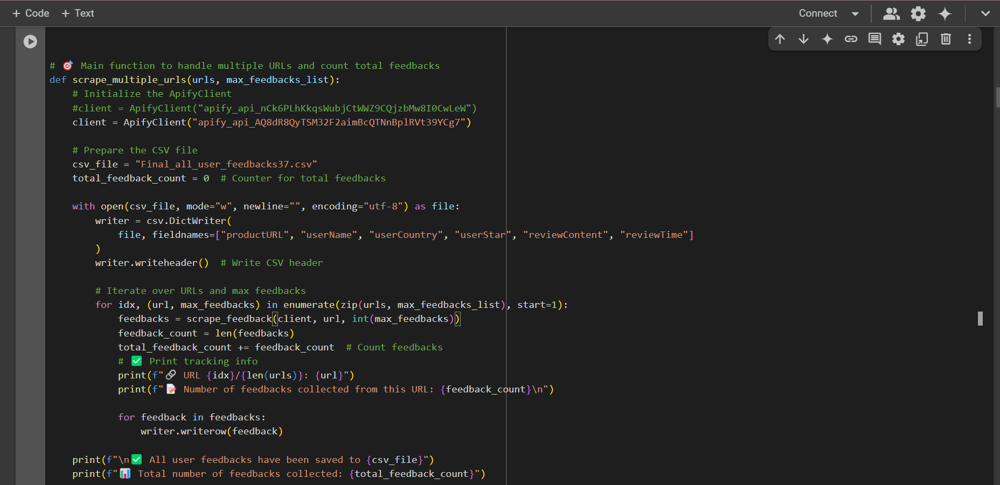 + Code + Text
Connect
# 🎯 Main function to handle multiple URLs and count total feedbacks
def scrape_multiple_urls(urls, max_feedbacks_list):
    # Initialize the ApifyClient
    #client = ApifyClient("apify_api_nCk6PLhKkqsWubjCtWWZ9CQjzbMw8I0CwLeW")
    client = ApifyClient("apify_api_AQ8dR8QyTSM32F2aimBcQTNnBplRVt39YCg7")
    # Prepare the CSV file
    csv_file = "Final_all_user_feedbacks37.csv"
    total_feedback_count = 0  # Counter for total feedbacks
    with open(csv_file, mode="w", newline="", encoding="utf-8") as file:
        writer = csv.DictWriter(
            file, fieldnames=["productURL", "userName", "userCountry", "userStar", "reviewContent", "reviewTime"]
        )
        writer.writeheader()  # Write CSV header
        # Iterate over URLs and max feedbacks
        for idx, (url, max_feedbacks) in enumerate(zip(urls, max_feedbacks_list), start=1):
            feedbacks = scrape_feedback(client, url, int(max_feedbacks))
            feedback_count = len(feedbacks)
            total_feedback_count += feedback_count  # Count feedbacks
            # ✅ Print tracking info
            print(f"🔗 URL {idx}/{len(urls)}: {url}")
            print(f"📝 Number of feedbacks collected from this URL: {feedback_count}\n")
            for feedback in feedbacks:
                writer.writerow(feedback)
    print(f"\n✅ All user feedbacks have been saved to {csv_file}")
    print(f"📊 Total number of feedbacks collected: {total_feedback_count}")